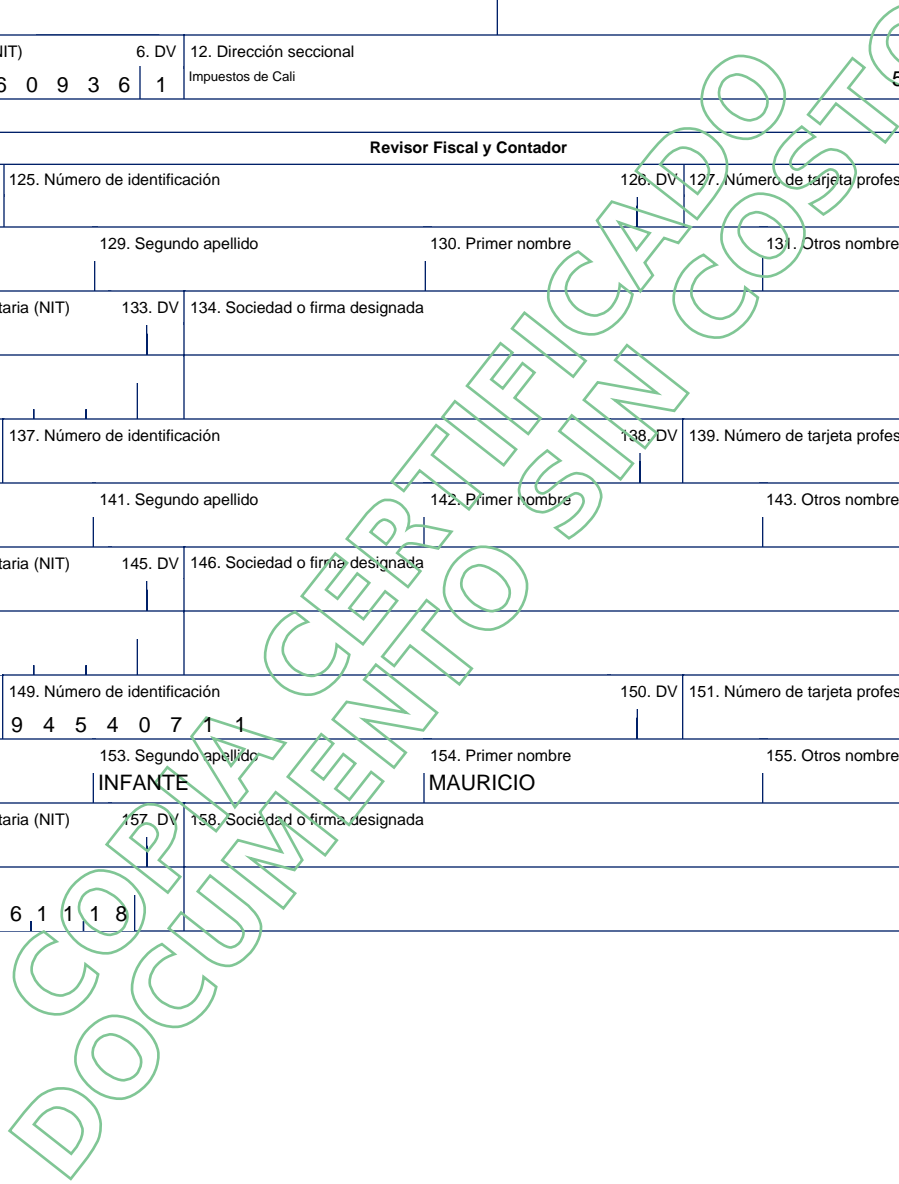 NIT) 6. DV 12. Dirección seccional
6 0 9 3 6 1 Impuestos de Cali 5
Revisor Fiscal y Contador
125. Número de identificación 126. DV 127. Número de tarjeta profes
129. Segundo apellido 130. Primer nombre 131. Otros nombre
taria (NIT) 133. DV 134. Sociedad o firma designada
137. Número de identificación 138. DV 139. Número de tarjeta profes
141. Segundo apellido 142. Primer nombre 143. Otros nombre
taria (NIT) 145. DV 146. Sociedad o firma designada
149. Número de identificación 150. DV 151. Número de tarjeta profes
9 4 5 4 0 7 1 1
153. Segundo apellido 154. Primer nombre 155. Otros nombre
INFANTE MAURICIO
taria (NIT) 157. DV 158. Sociedad o firma designada
6 1 1 1 8
COPIA CERTIFICADO
DOCUMENTO SIN COSTO